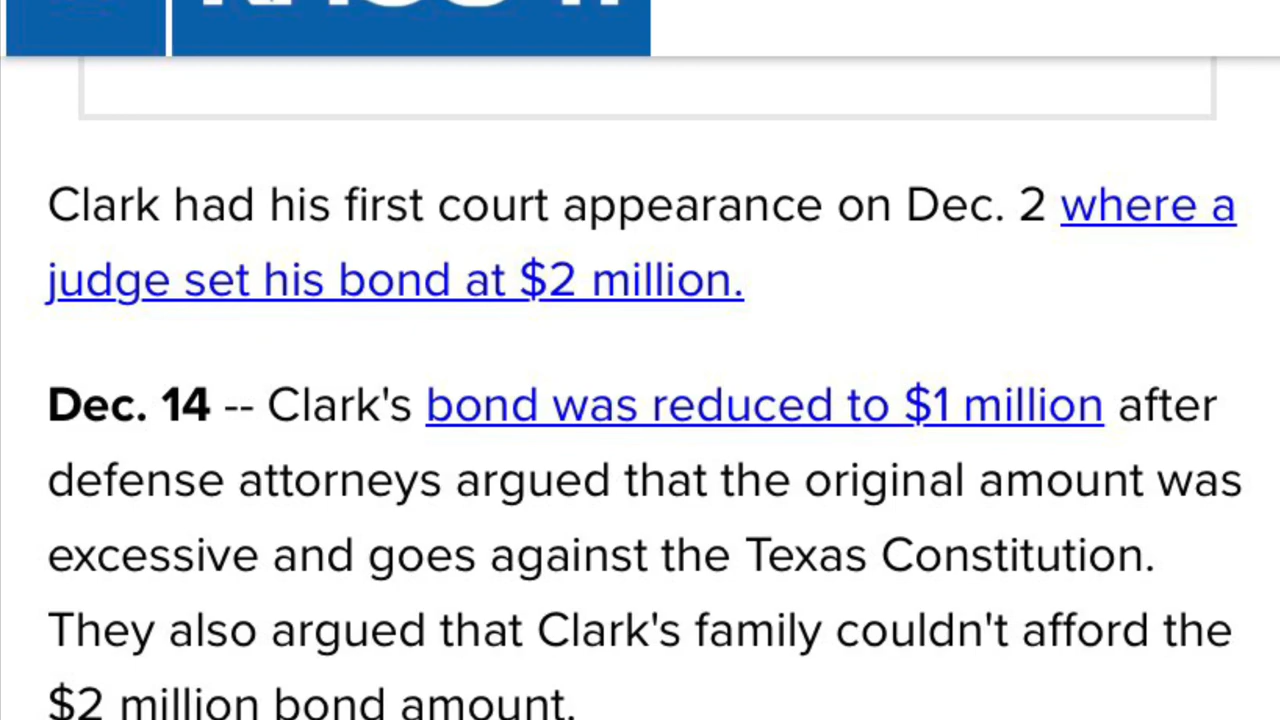 Clark had his first court appearance on Dec. 2 where a
judge set his bond at $2 million.
Dec. 14 -- Clark's bond was reduced to $1 million after
defense attorneys argued that the original amount was
excessive and goes against the Texas Constitution.
They also argued that Clark's family couldn't afford the
$2 million bond amount.